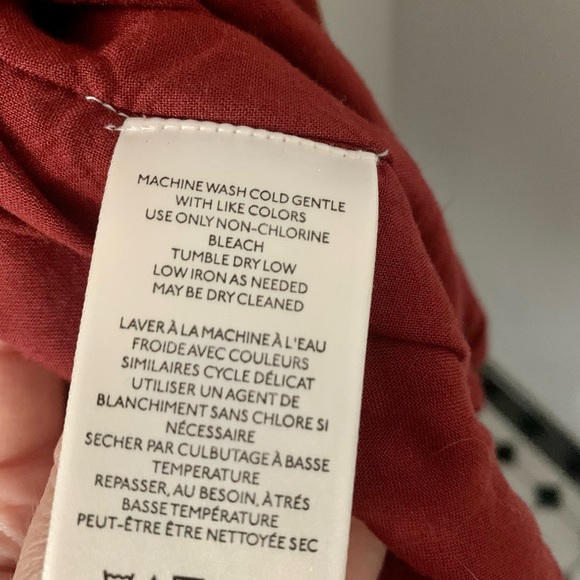 MACHINE WASH COLD GENTLE
WITH LIKE COLORS
USE ONLY NON-CHLORINE
BLEACH
TUMBLE DRY LOW
LOW IRON AS NEEDED
MAY BE DRY CLEANED
LAVER À LA MACHINE À L'EAU
FROIDE AVEC COULEURS
SIMILAIRES CYCLE DÉLICAT
UTILISER UN AGENT DE
BLANCHIMENT SANS CHLORE SI
NÉCESSAIRE
SECHER PAR CULBUTAGE À BASSE
TEMPERATURE
REPASSER, AU BESOIN, À TRÉS
BASSE TEMPÉRATURE
PEUT-ÊTRE ÊTRE NETTOYÉE SEC